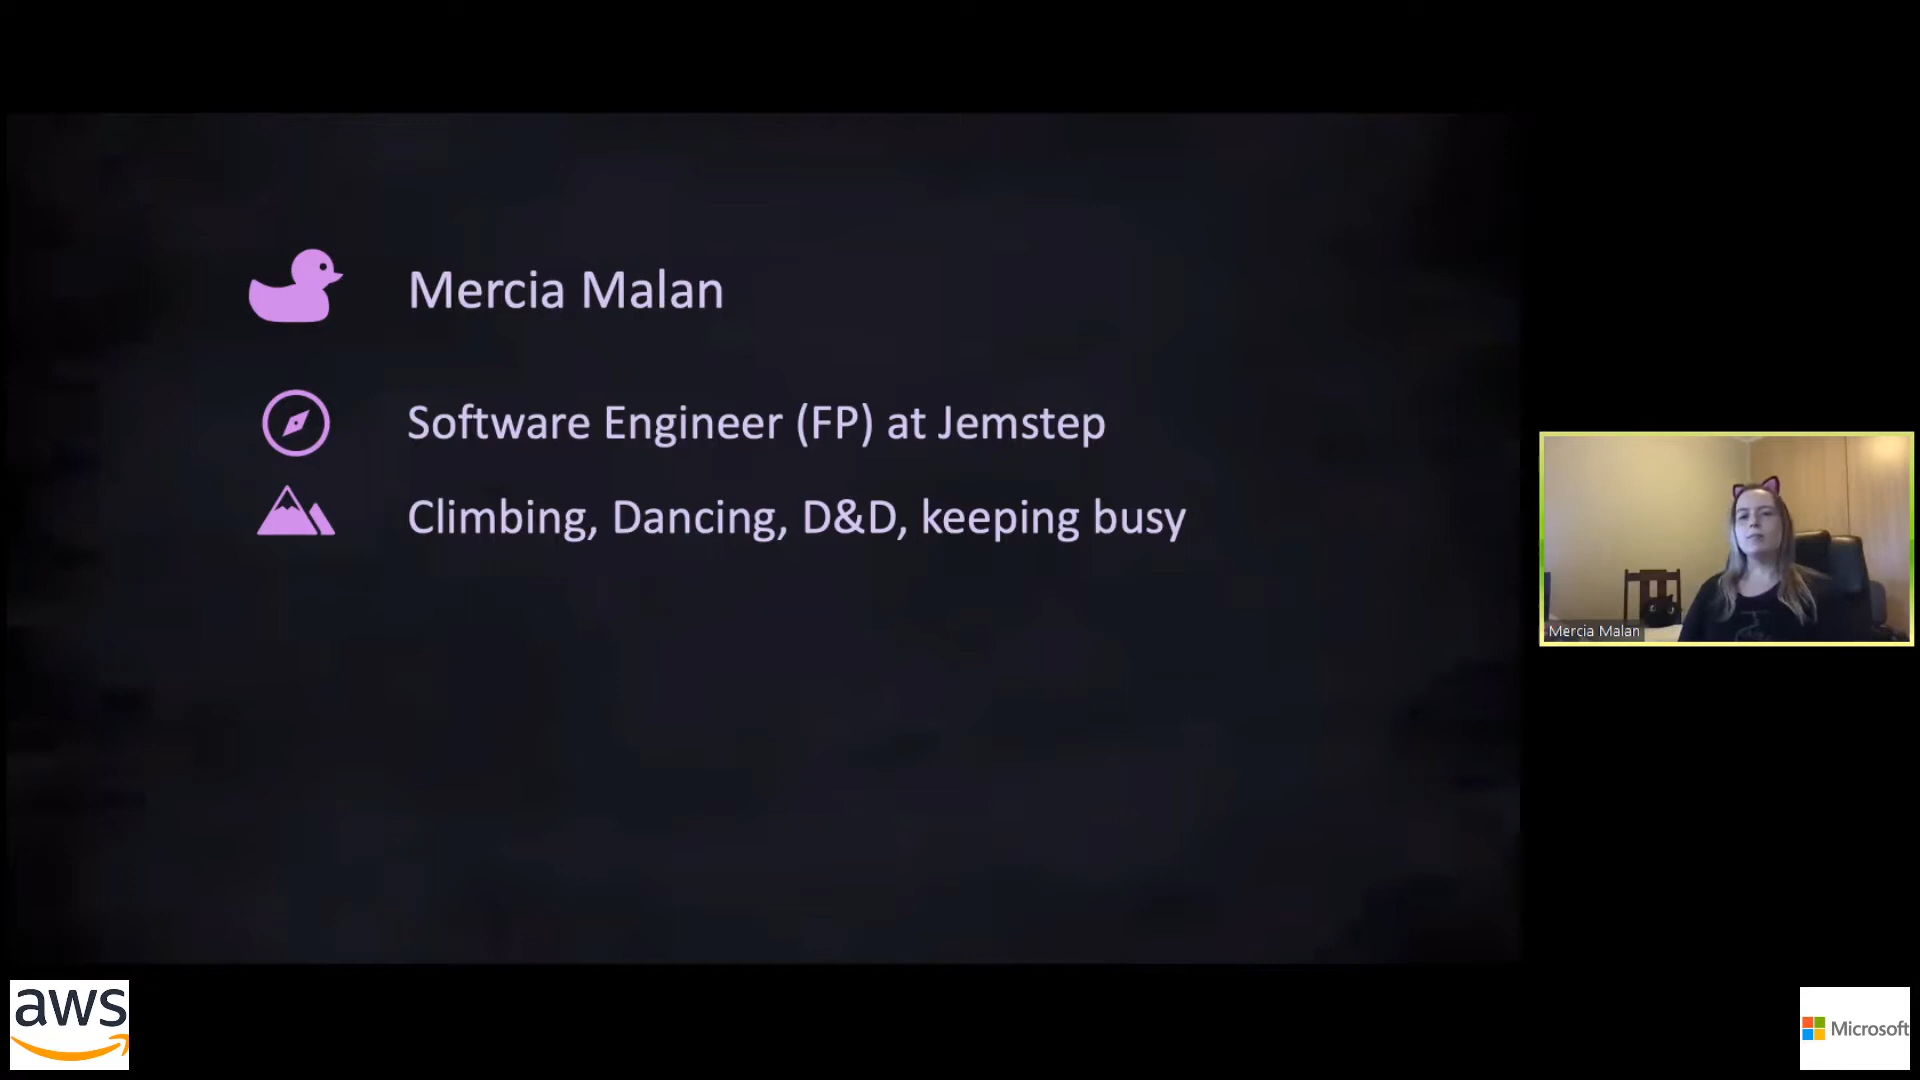 Mercia Malan
Software Engineer (FP) at Jemstep
Climbing, Dancing, D&D, keeping busy
Mercia Malan
aws
Microsoft